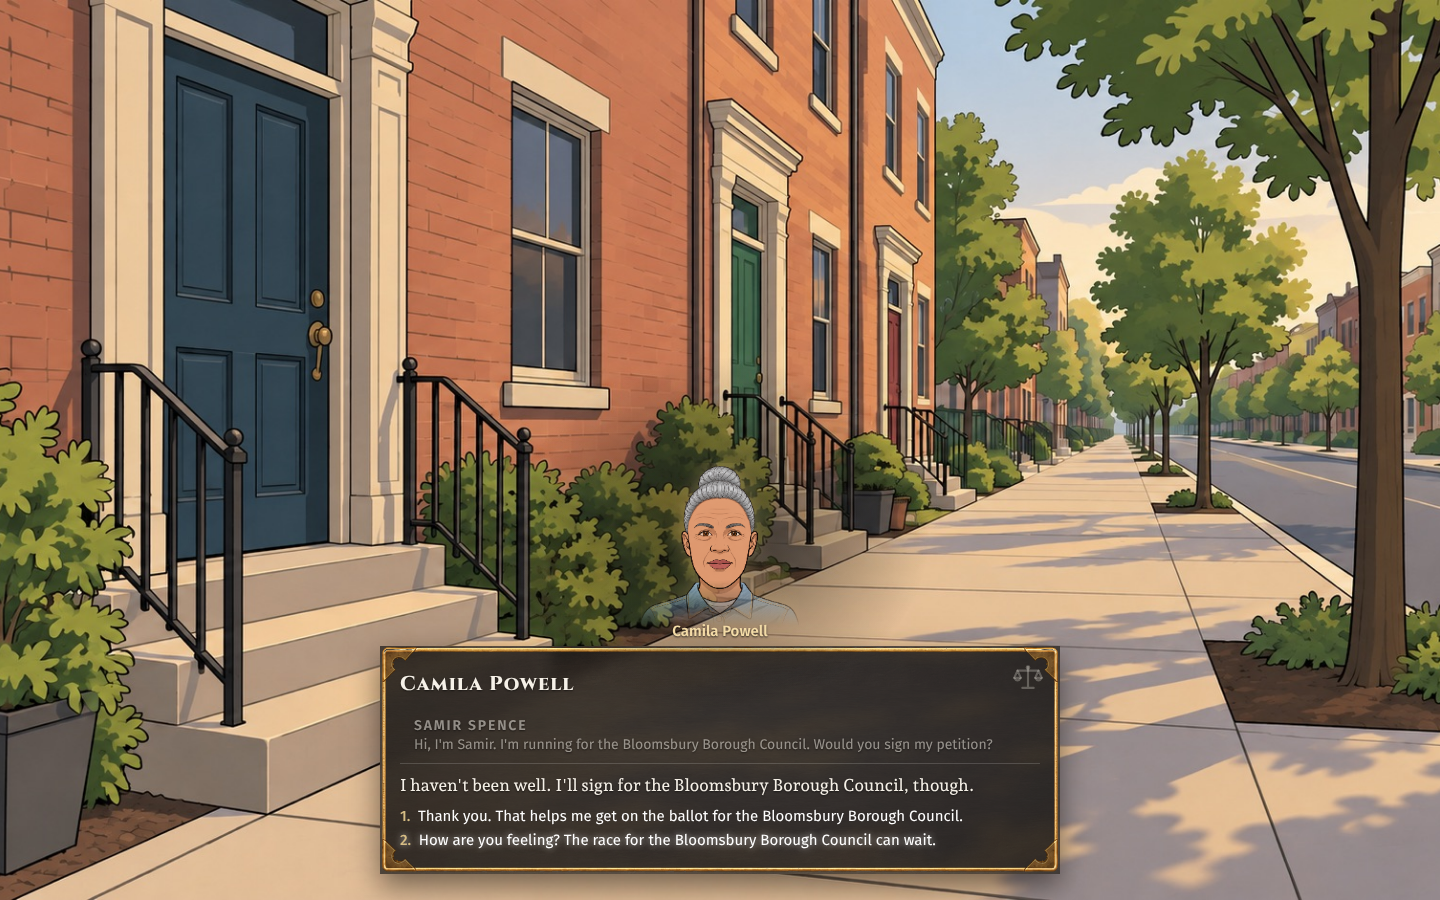 Camila Powell
CAMILA POWELL
SAMIR SPENCE
Hi, I'm Samir. I'm running for the Bloomsbury Borough Council. Would you sign my petition?
I haven't been well. I'll sign for the Bloomsbury Borough Council, though.
1. Thank you. That helps me get on the ballot for the Bloomsbury Borough Council.
2. How are you feeling? The race for the Bloomsbury Borough Council can wait.